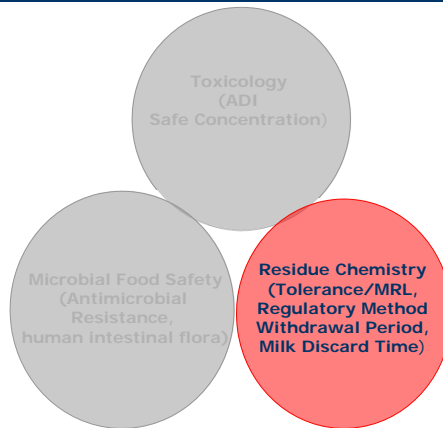 Toxicology
(ADI
Safe Concentration)
Microbial Food Safety
(Antimicrobial
Resistance,
human intestinal flora)
Residue Chemistry
(Tolerance/MRL,
Regulatory Method
Withdrawal Period,
Milk Discard Time)